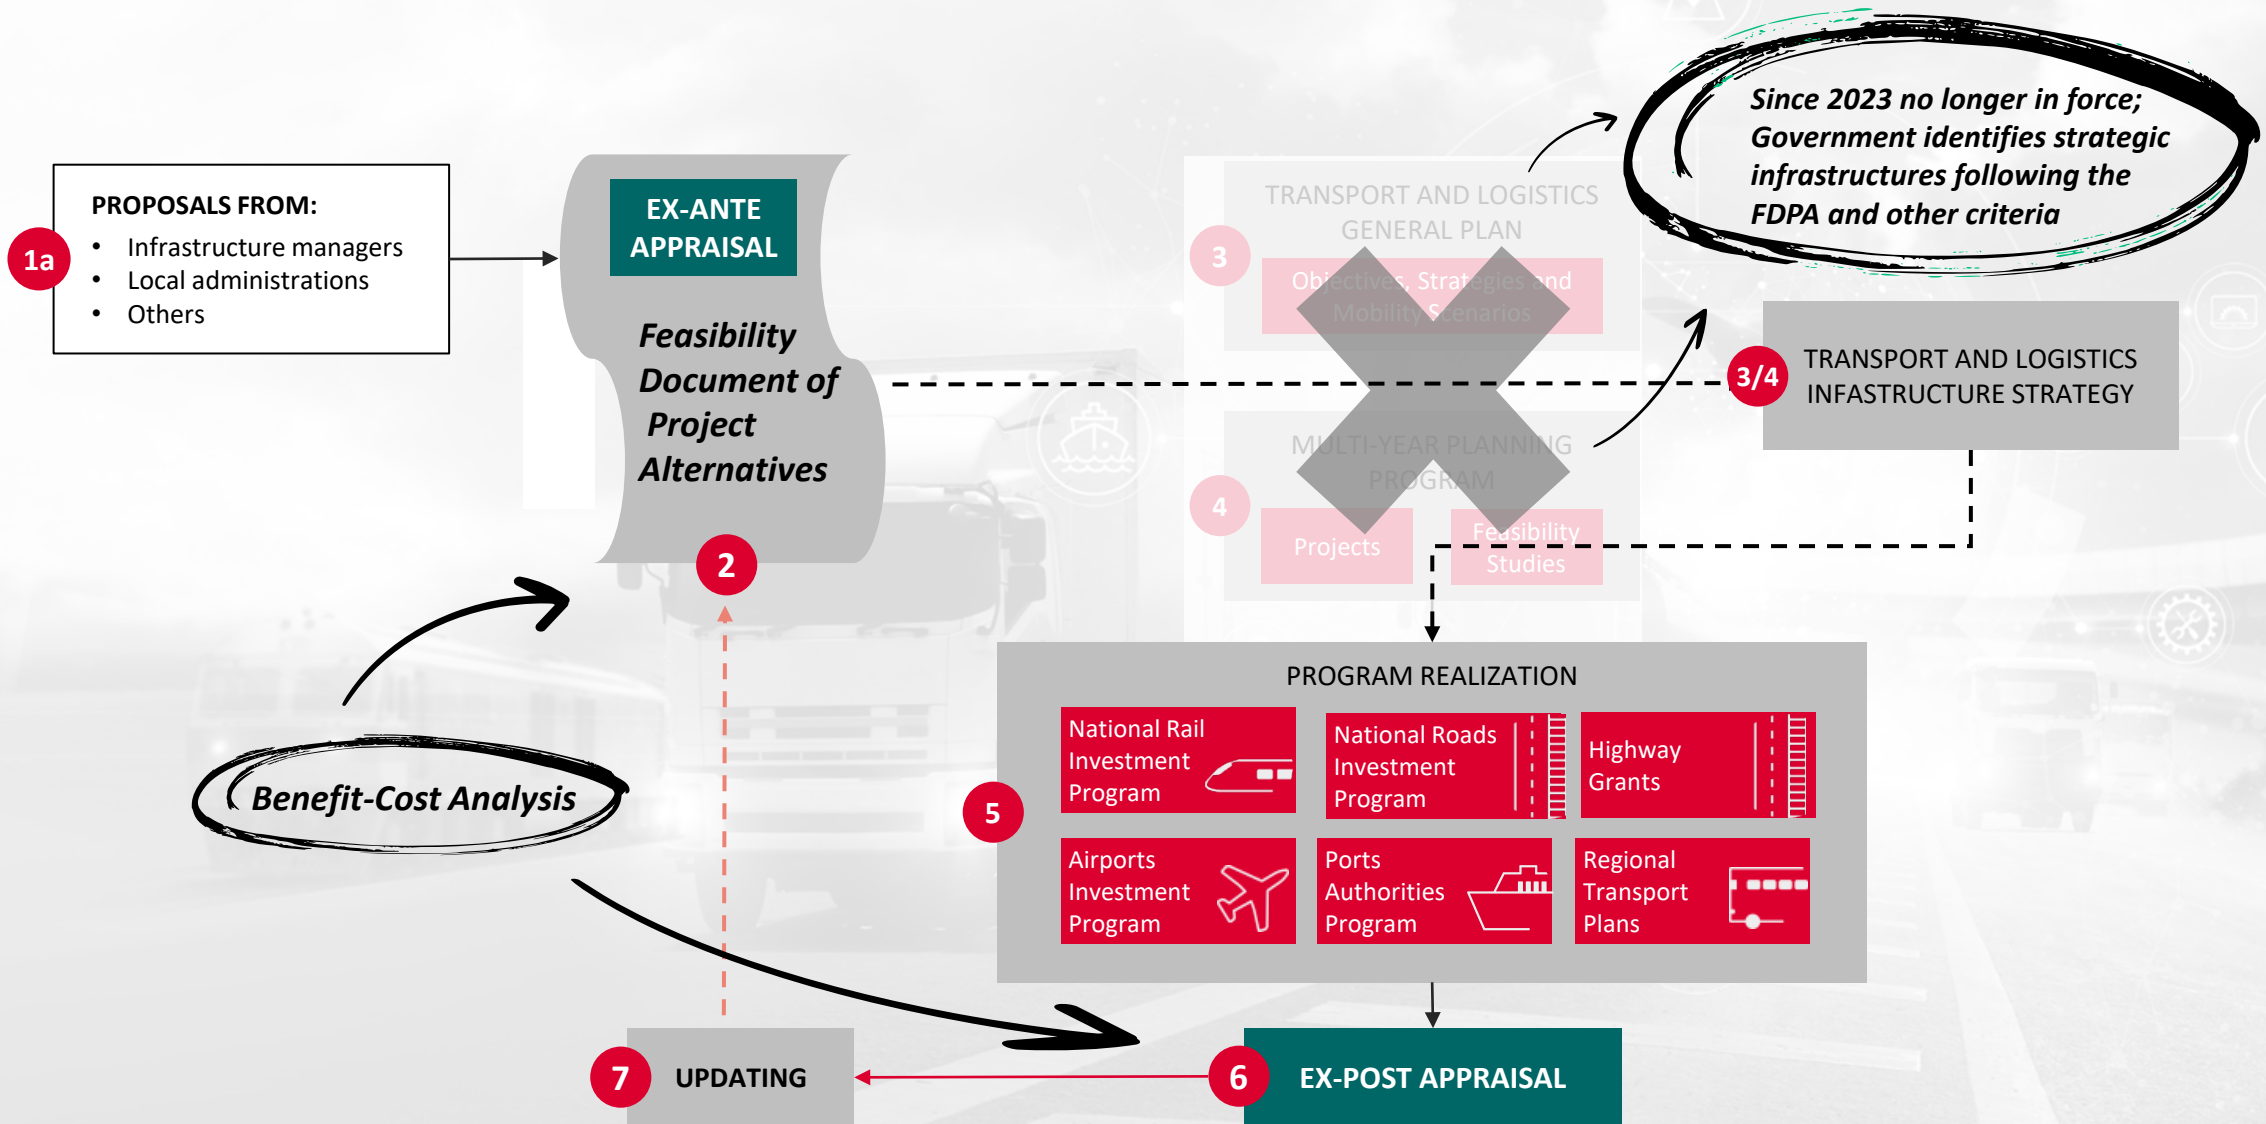 Since 2023 no longer in force;
Government identifies strategic
infrastructures following the
FDPA and other criteria
1a
PROPOSALS FROM:
• Infrastructure managers
• Local administrations
• Others
EX-ANTE
APPRAISAL
Feasibility
Document of
Project
Alternatives
2
3
TRANSPORT AND LOGISTICS
GENERAL PLAN
Objectives, Strategies and
Mobility Scenarios
4
MULTI-YEAR PLANNING
PROGRAM
Projects
Feasibility
Studies
3/4
TRANSPORT AND LOGISTICS
INFASTRUCTURE STRATEGY
Benefit-Cost Analysis
5
PROGRAM REALIZATION
National Rail
Investment
Program
National Roads
Investment
Program
Highway
Grants
Airports
Investment
Program
Ports
Authorities
Program
Regional
Transport
Plans
6
EX-POST APPRAISAL
7
UPDATING